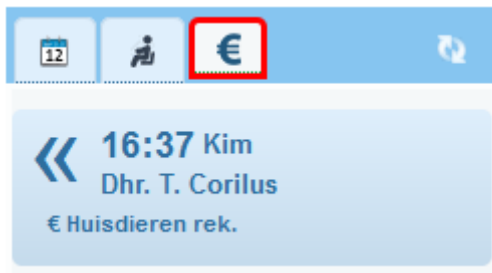 12
€
« 16:37 Kim
Dhr. T. Corilus
€ Huisdieren rek.